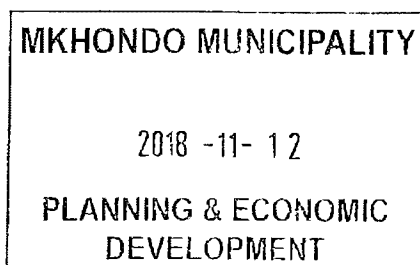 MKHONDO MUNICIPALITY
2018 -11- 12
PLANNING & ECONOMIC
DEVELOPMENT